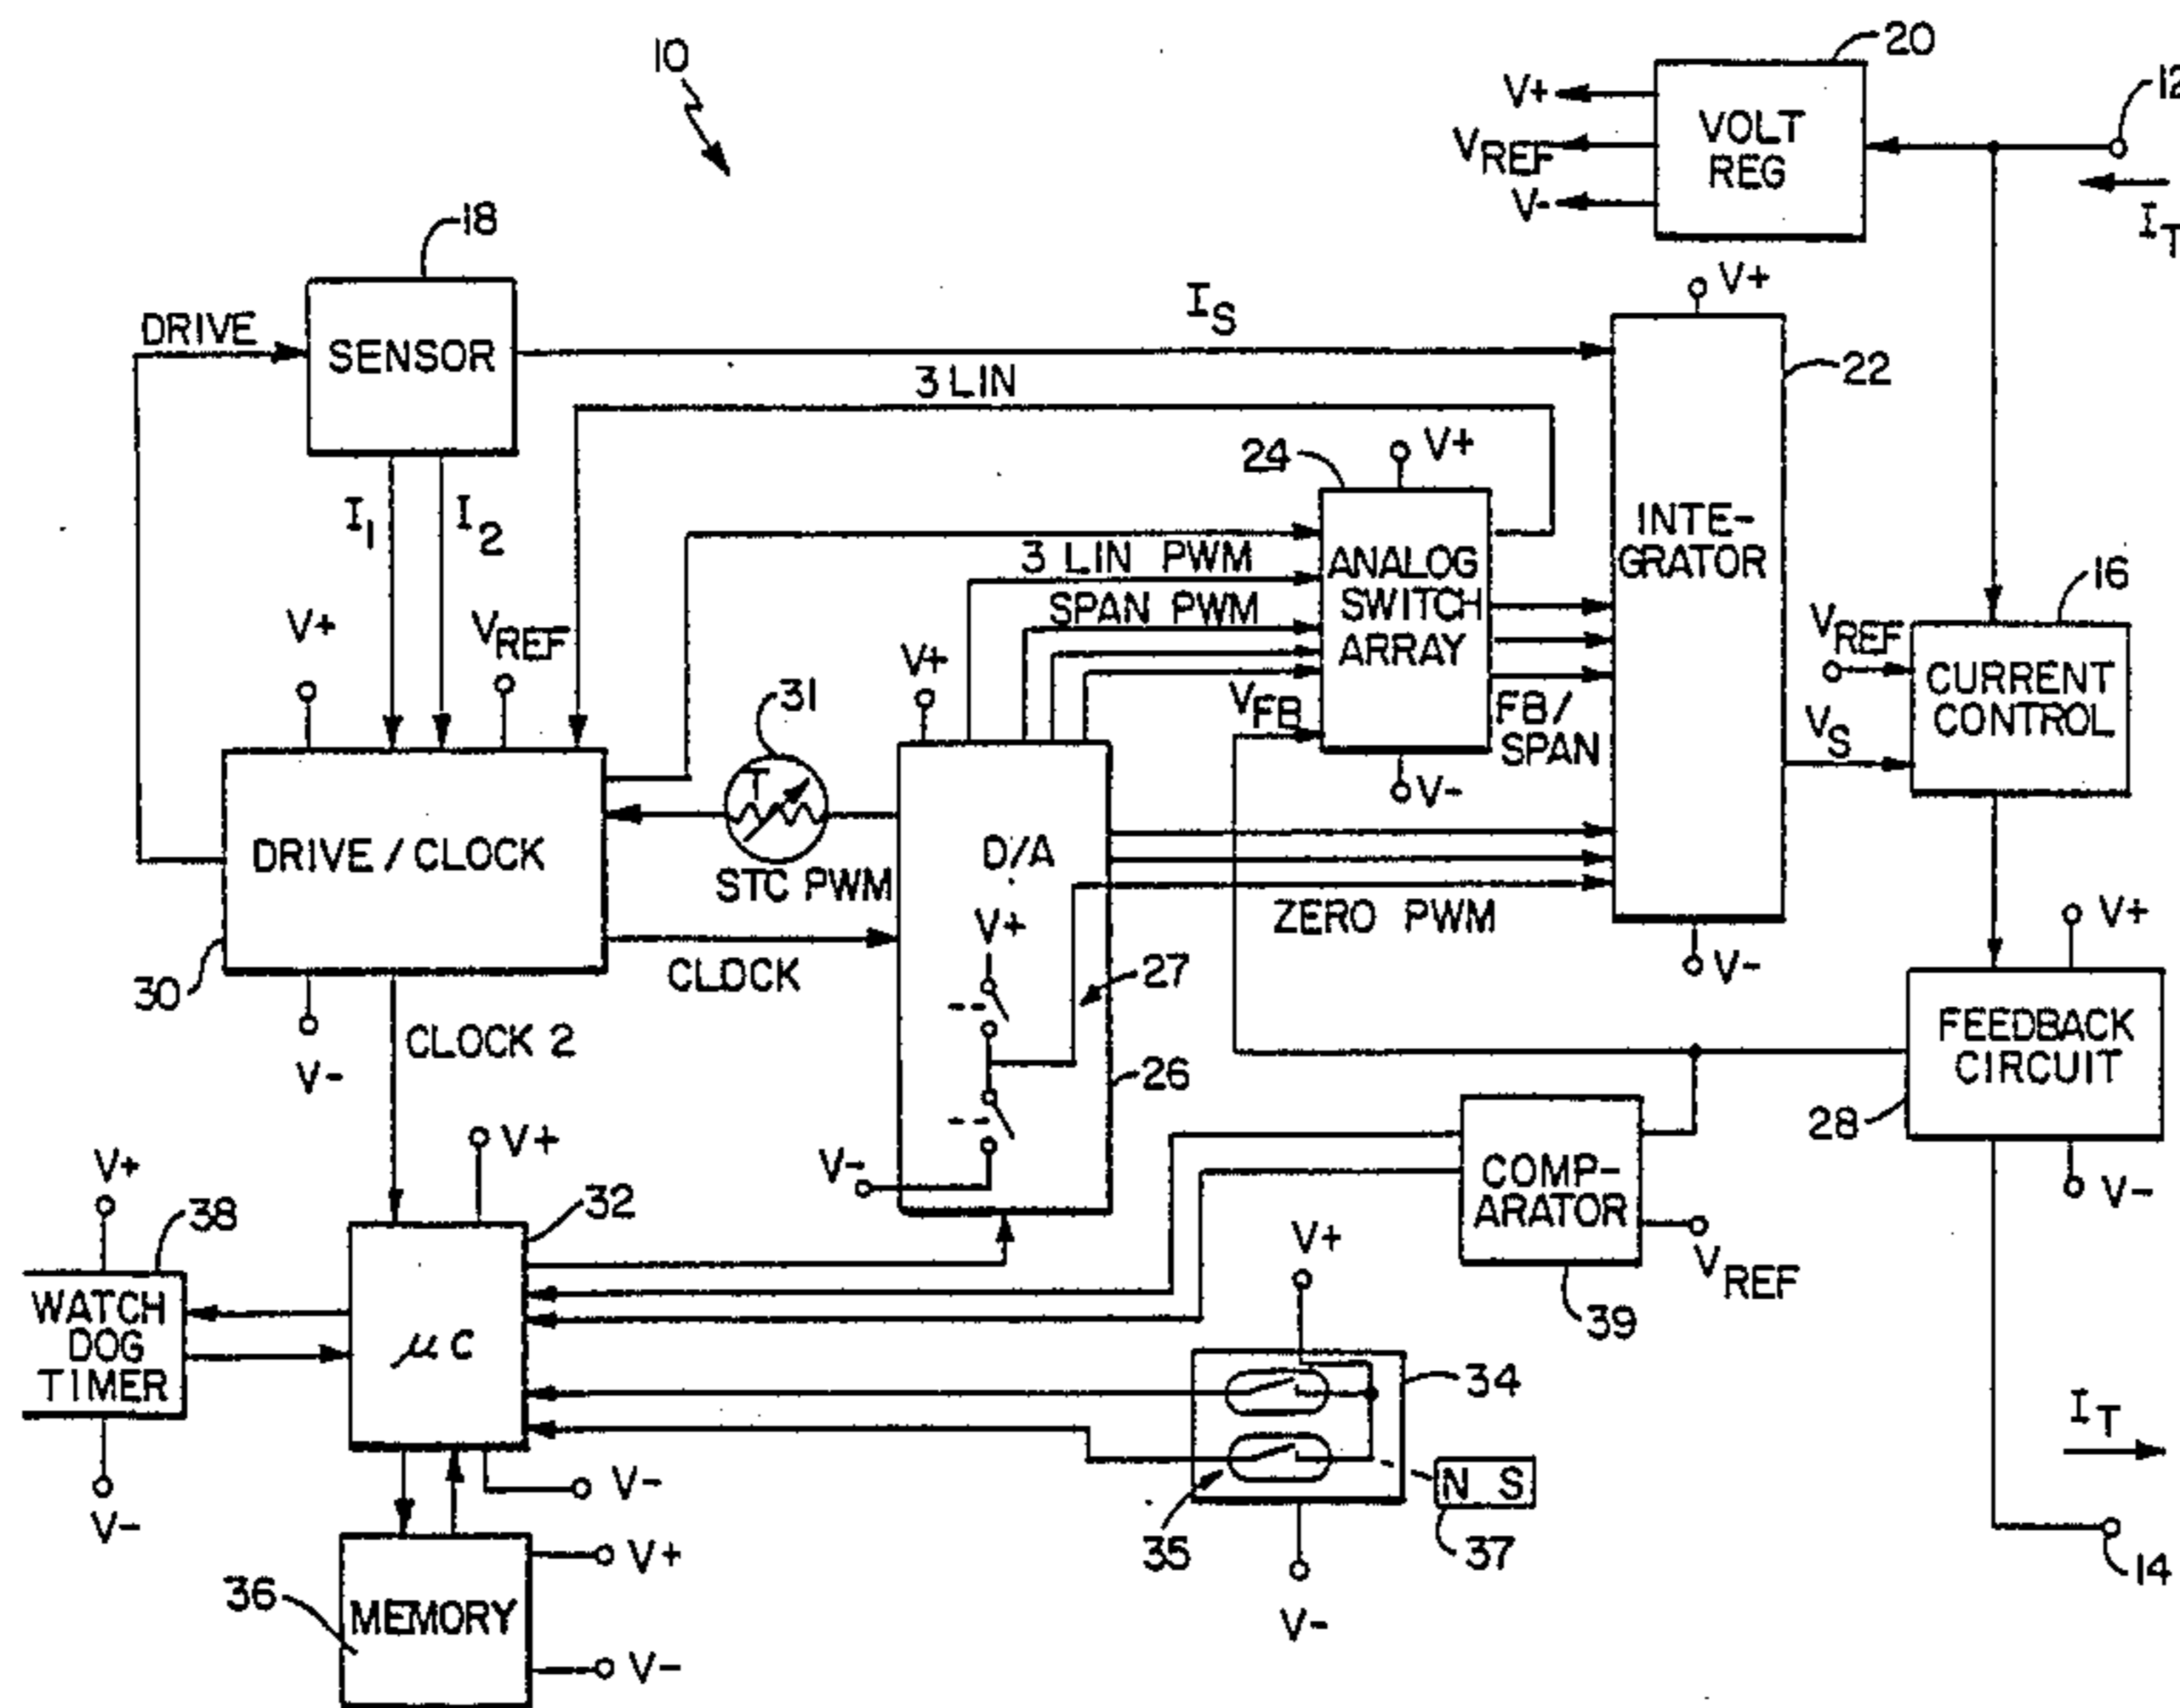 10
20
12
V+
VREF
V-
VOLT
REG
IT
18
DRIVE
SENSOR
IS
V+
3 LIN
22
24
V+
I1
I2
INTE-
GRATOR
3 LIN PWM
ANALOG
SWITCH
ARRAY
16
SPAN PWM
V+
VREF
VREF
CURRENT
CONTROL
V+
31
VFB
FB/
SPAN
VS
T
V-
DRIVE / CLOCK
D/A
STC PWM
ZERO PWM
V+
V+
CLOCK
27
V-
30
CLOCK 2
V-
FEEDBACK
CIRCUIT
26
28
V+
V+
V-
COMP-
ARATOR
V-
38
32
V+
VREF
WATCH
DOG
TIMER
μC
39
34
IT
V-
V-
N S
35
37
V+
14
36
MEMORY
V-
V-